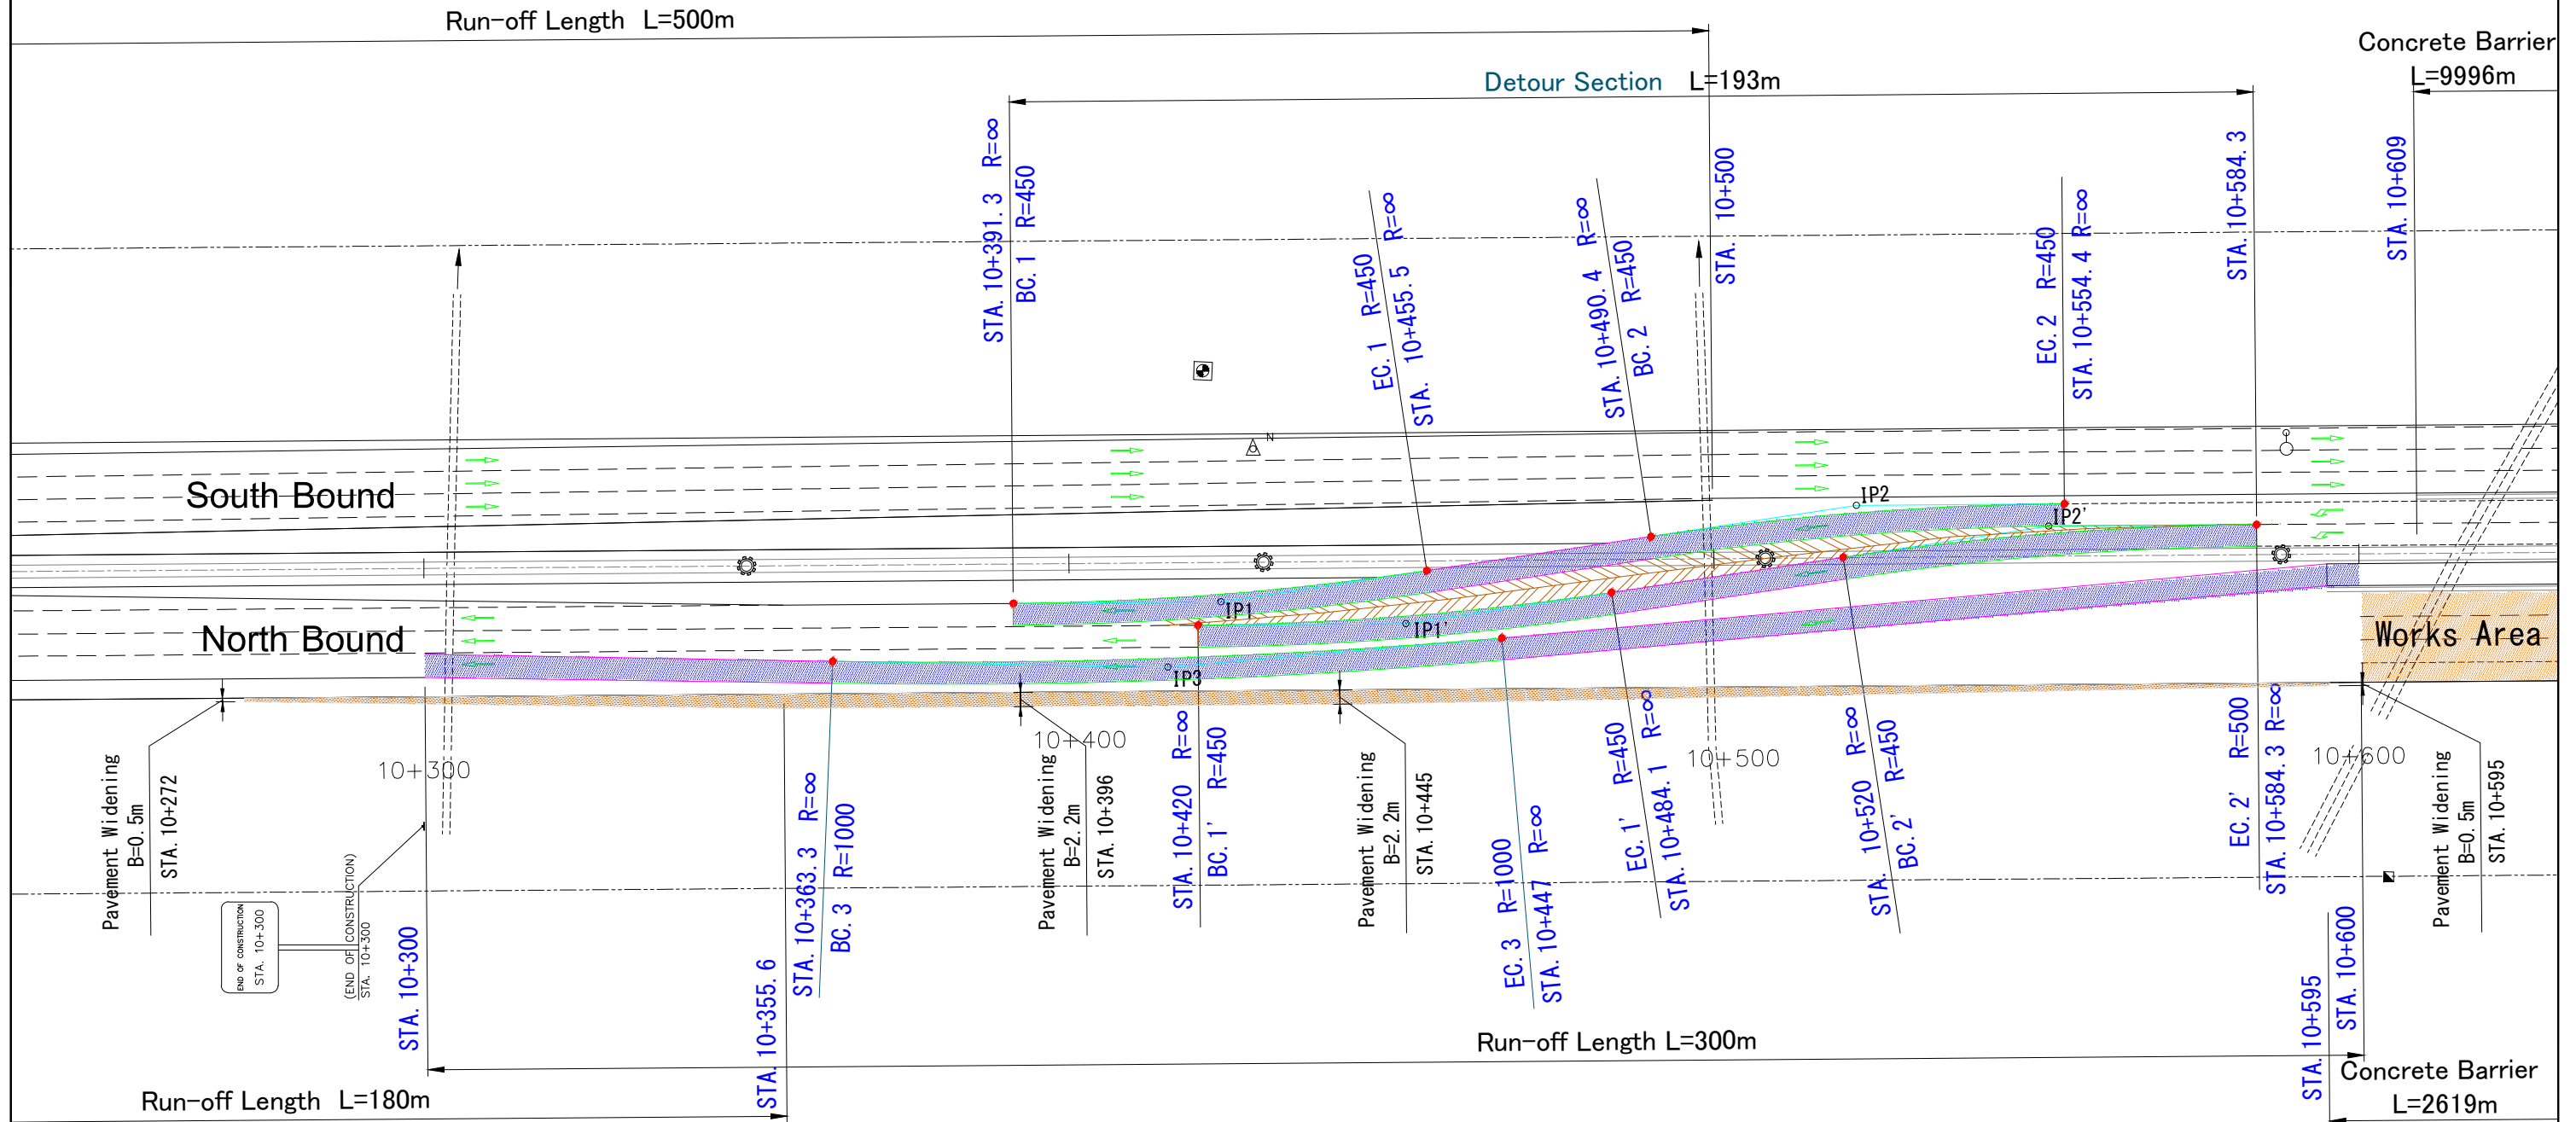 Run-off Length L=500m
Concrete Barrier
L=9996m
Detour Section L=193m
STA. 10+391. 3 R=∞
BC. 1 R=450
EC. 1 R=450 R=∞
STA. 10+455. 5
STA. 10+490. 4 R=∞
BC. 2 R=450
STA. 10+500
EC. 2 R=450
STA. 10+554. 4 R=∞
STA. 10+584. 3
STA. 10+609
N
South Bound
IP2
IP2'
IP1
IP1'
North Bound
Works Area
IP3
10+300
10+400
10+500
10+600
Pavement Widening
B=0. 5m
STA. 10+272
END OF CONSTRUCTION
STA. 10+300
(END OF CONSTRUCTION)
STA. 10+300
STA. 10+300
STA. 10+355. 6
STA. 10+363. 3 R=∞
BC. 3 R=1000
Pavement Widening
B=2. 2m
STA. 10+396
STA. 10+420 R=∞
BC. 1' R=450
Pavement Widening
B=2. 2m
STA. 10+445
EC. 3 R=1000
STA. 10+447 R=∞
EC. 1' R=450
STA. 10+484. 1 R=∞
STA. 10+520 R=∞
BC. 2' R=450
EC. 2' R=500
STA. 10+584. 3 R=∞
STA. 10+595
STA. 10+600
Pavement Widening
B=0. 5m
STA. 10+595
Run-off Length L=300m
Run-off Length L=180m
Concrete Barrier
L=2619m